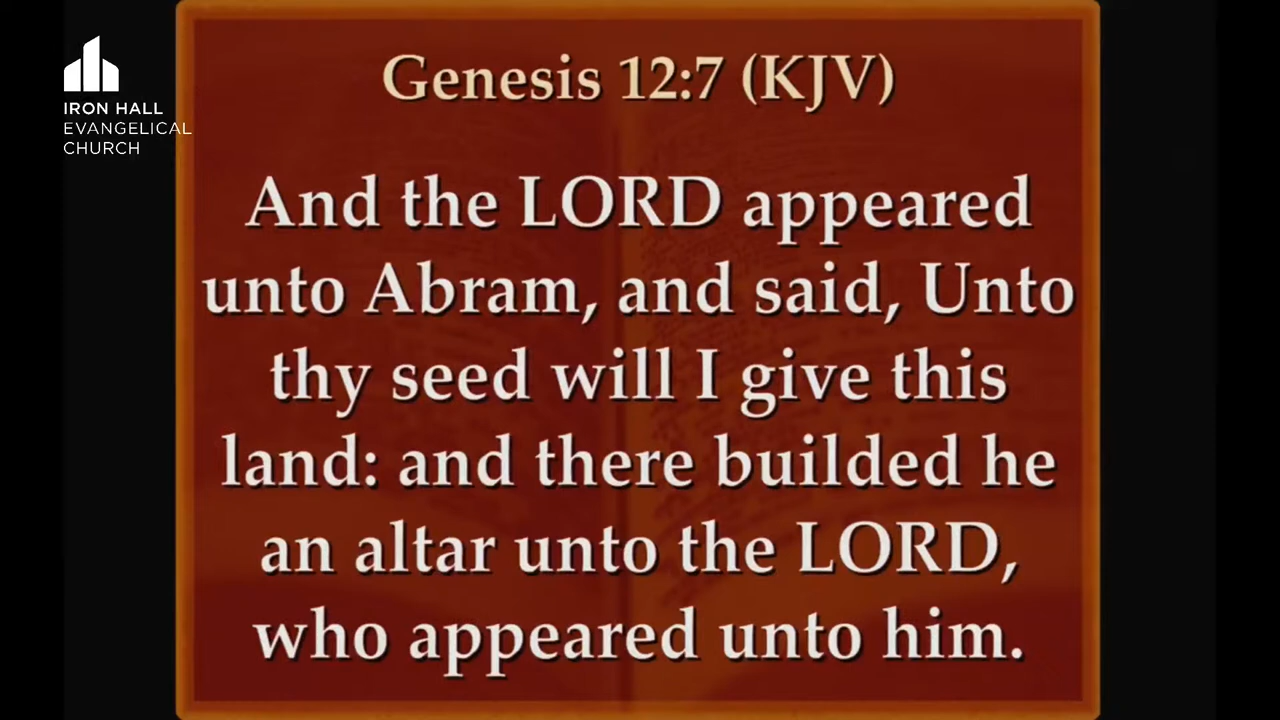 IRON HALL
EVANGELICAL
CHURCH
Genesis 12:7 (KJV)
And the LORD appeared
unto Abram, and said, Unto
thy seed will I give this
land: and there builded he
an altar unto the LORD,
who appeared unto him.